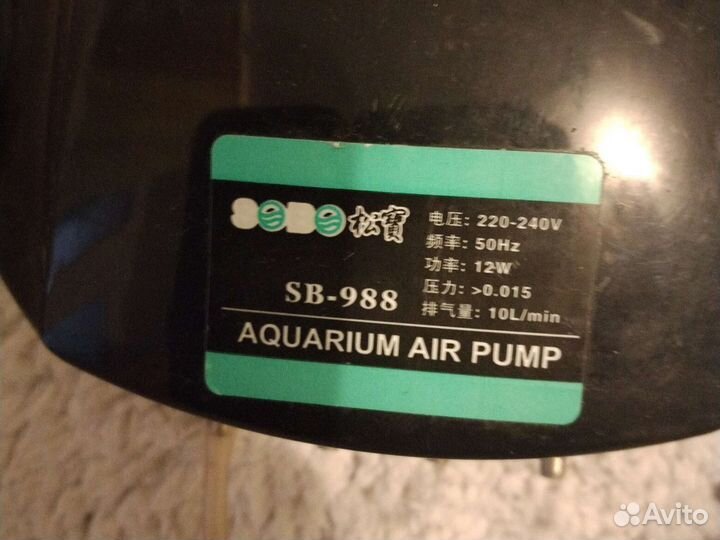 SOBO松寶
电压: 220-240V
频率: 50Hz
功率: 12W
压力: >0.015
排气量: 10L/min
SB-988
AQUARIUM AIR PUMP
Avito